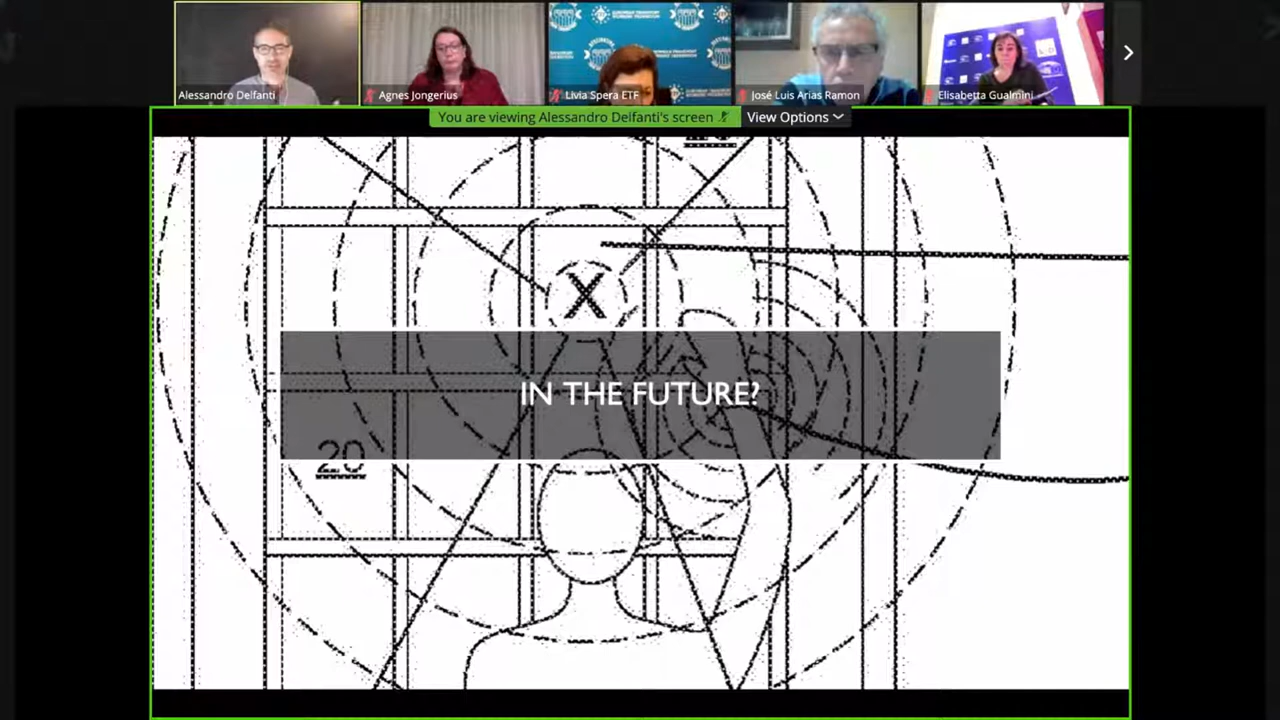 Alessandro Delfanti
Agnes Jongerius
Livia Spera ETF
José Luis Arias Ramon
Elisabetta Gualmini
You are viewing Alessandro Delfanti's screen
View Options
X
IN THE FUTURE?
20